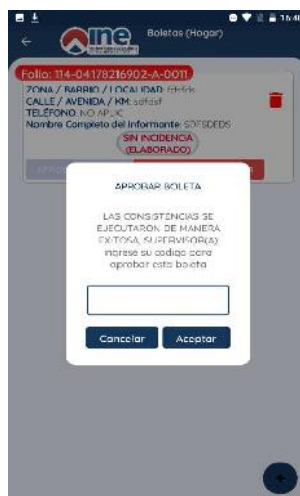 16:40
ine
Boletas (Hogar)
Folio: 114-04178216902-A-0011
ZONA / BARRIO / LOCALIDAD:
CALLE / AVENIDA / KM: sdfdsf
TELÉFONO: NO APLIC
Nombre Completo del Informante: SDFSDFDS
SIN INCIDENCIA
(ELABORADO)
APROBAR BOLETA
LAS CONSISTENCIAS SE
EJECUTARON DE MANERA
EXITOSA, SUPERVISOR(A)
ingrese su codigo para
aprobar esta boleta
Cancelar
Aceptar